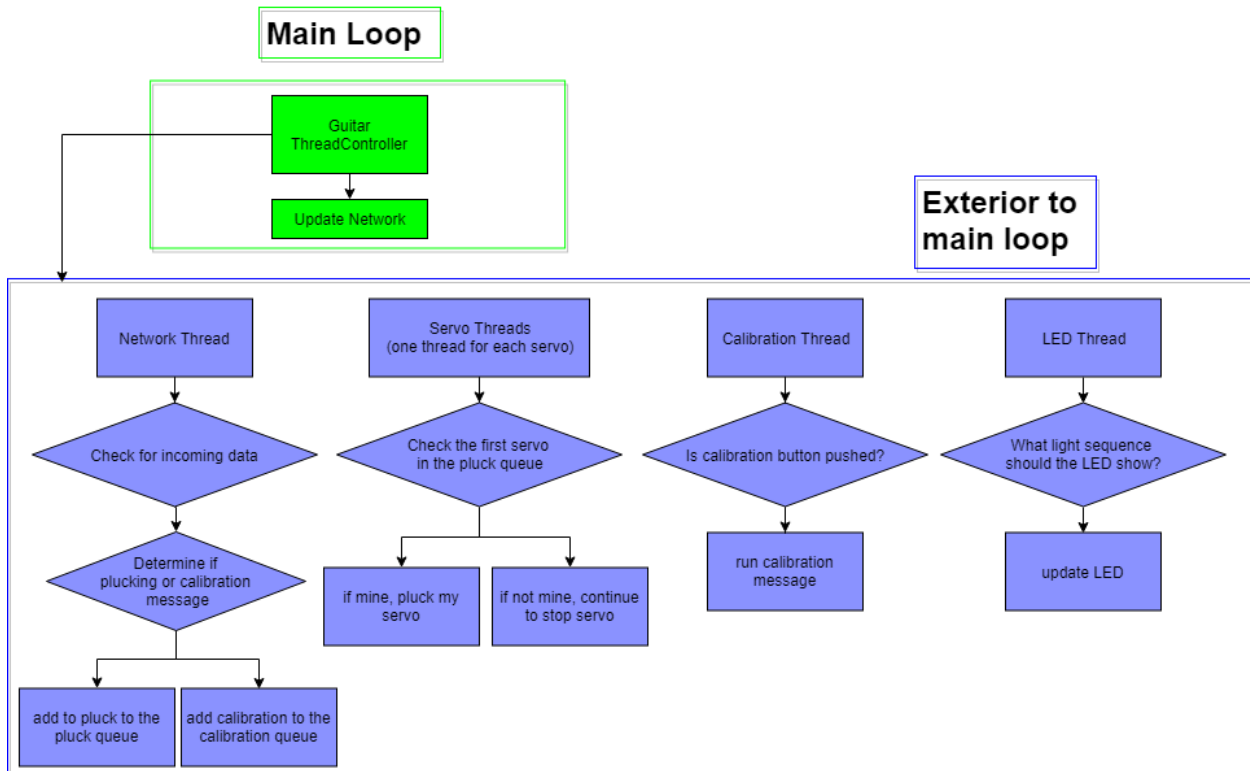 Main Loop
Guitar
ThreadController
Update Network
Exterior to
main loop
Network Thread
Check for incoming data
Determine if
plucking or calibration
message
add to pluck to the
pluck queue
add calibration to the
calibration queue
Servo Threads
(one thread for each servo)
Check the first servo
in the pluck queue
if mine, pluck my
servo
if not mine, continue
to stop servo
Calibration Thread
Is calibration button pushed?
run calibration
message
LED Thread
What light sequence
should the LED show?
update LED